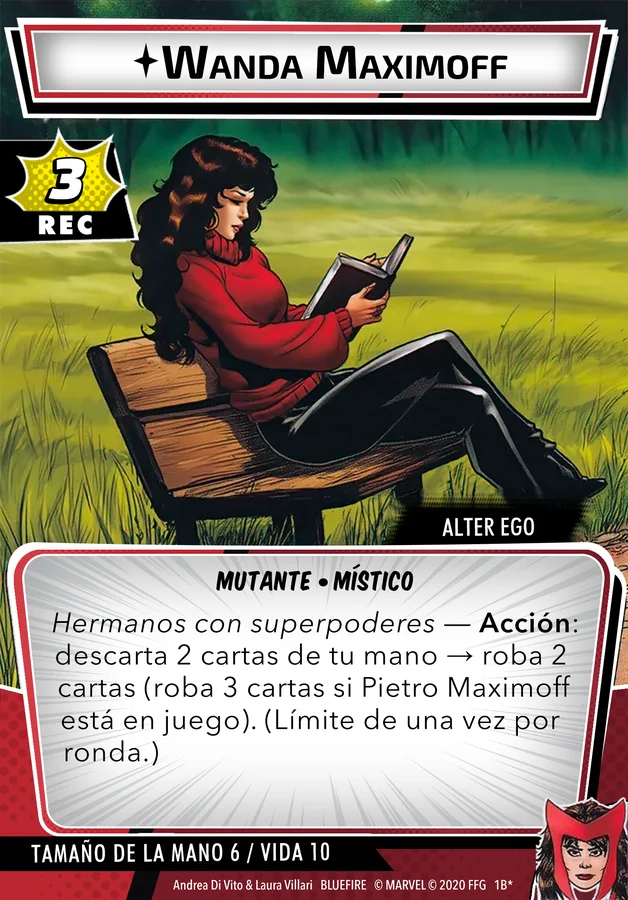 ✦Wanda Maximoff
3
REC
ALTER EGO
MUTANTE • MÍSTICO
Hermanos con superpoderes — Acción:
descarta 2 cartas de tu mano → roba 2
cartas (roba 3 cartas si Pietro Maximoff
está en juego). (Límite de una vez por
ronda.)
TAMAÑO DE LA MANO 6 / VIDA 10
Andrea Di Vito & Laura Villari BLUEFIRE © MARVEL © 2020 FFG 1B*